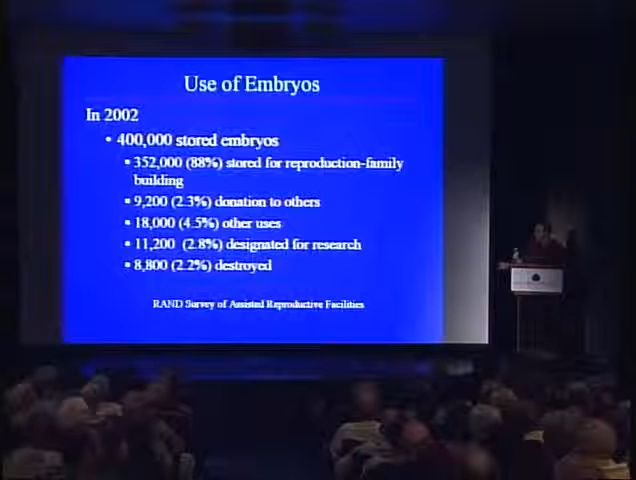 Use of Embryos
In 2002
• 400,000 stored embryos
▪ 352,000 (88%) stored for reproduction-family
building
▪ 9,200 (2.3%) donation to others
▪ 18,000 (4.5%) other uses
▪ 11,200 (2.8%) designated for research
▪ 8,800 (2.2%) destroyed
RAND Survey of Assisted Reproductive Facilities